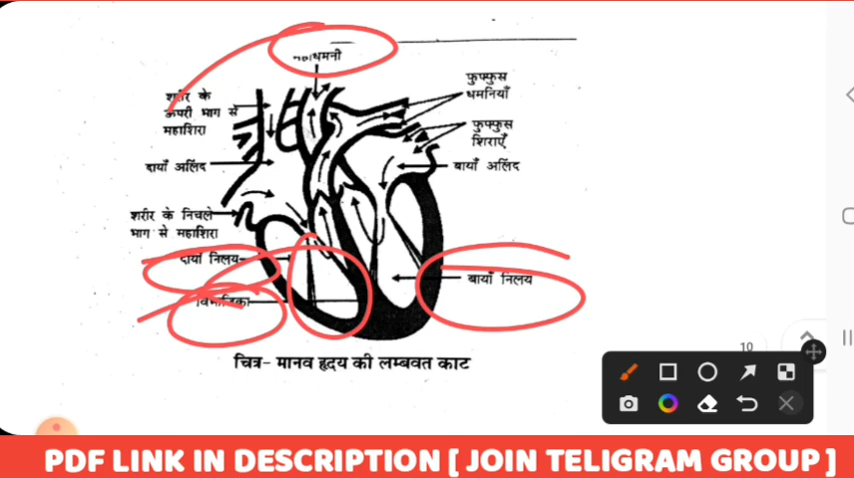 महाधमनी
फुफ्फुस
धमनियाँ
शरीर के
ऊपरी भाग से
महाशिरा
फुफ्फुस
शिराएँ
दायाँ अलिंद
बायाँ अलिंद
शरीर के निचले
भाग से महाशिरा
दायाँ निलय
बायाँ निलय
विभाजिका
10
चित्र- मानव हृदय की लम्बवत काट
PDF LINK IN DESCRIPTION [ JOIN TELIGRAM GROUP ]